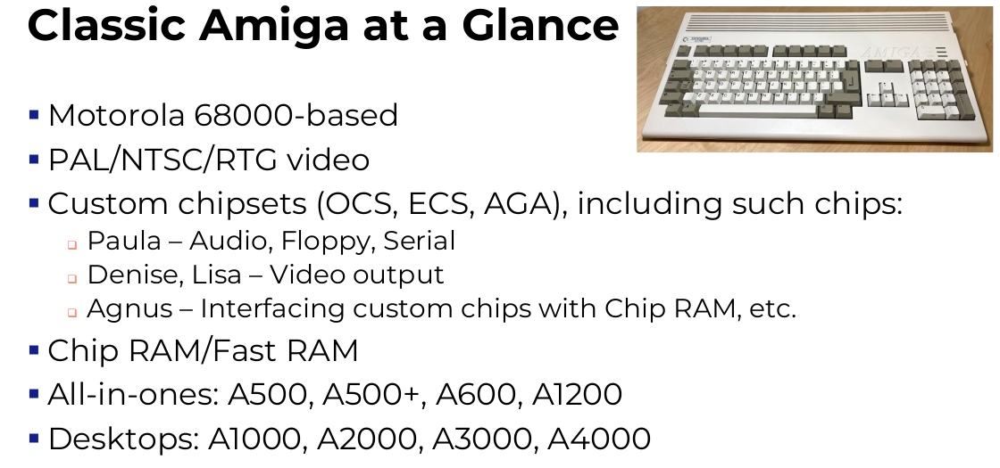 Classic Amiga at a Glance
AMIGA
Motorola 68000-based
PAL/NTSC/RTG video
Custom chipsets (OCS, ECS, AGA), including such chips:
Paula – Audio, Floppy, Serial
Denise, Lisa – Video output
Agnus – Interfacing custom chips with Chip RAM, etc.
Chip RAM/Fast RAM
All-in-ones: A500, A500+, A600, A1200
Desktops: A1000, A2000, A3000, A4000